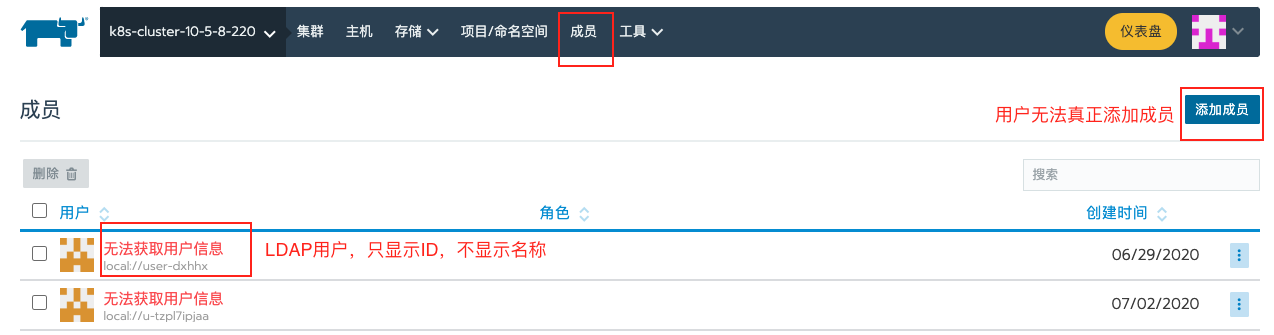 k8s-cluster-10-5-8-220 集群 主机 存储 项目/命名空间 成员 工具 仪表盘
成员 用户无法真正添加成员 添加成员
删除 搜索
用户 角色 创建时间
无法获取用户信息 LDAP用户，只显示ID，不显示名称 06/29/2020
local://user-dxhhx
无法获取用户信息 07/02/2020
local://u-tzpl7ipjaa